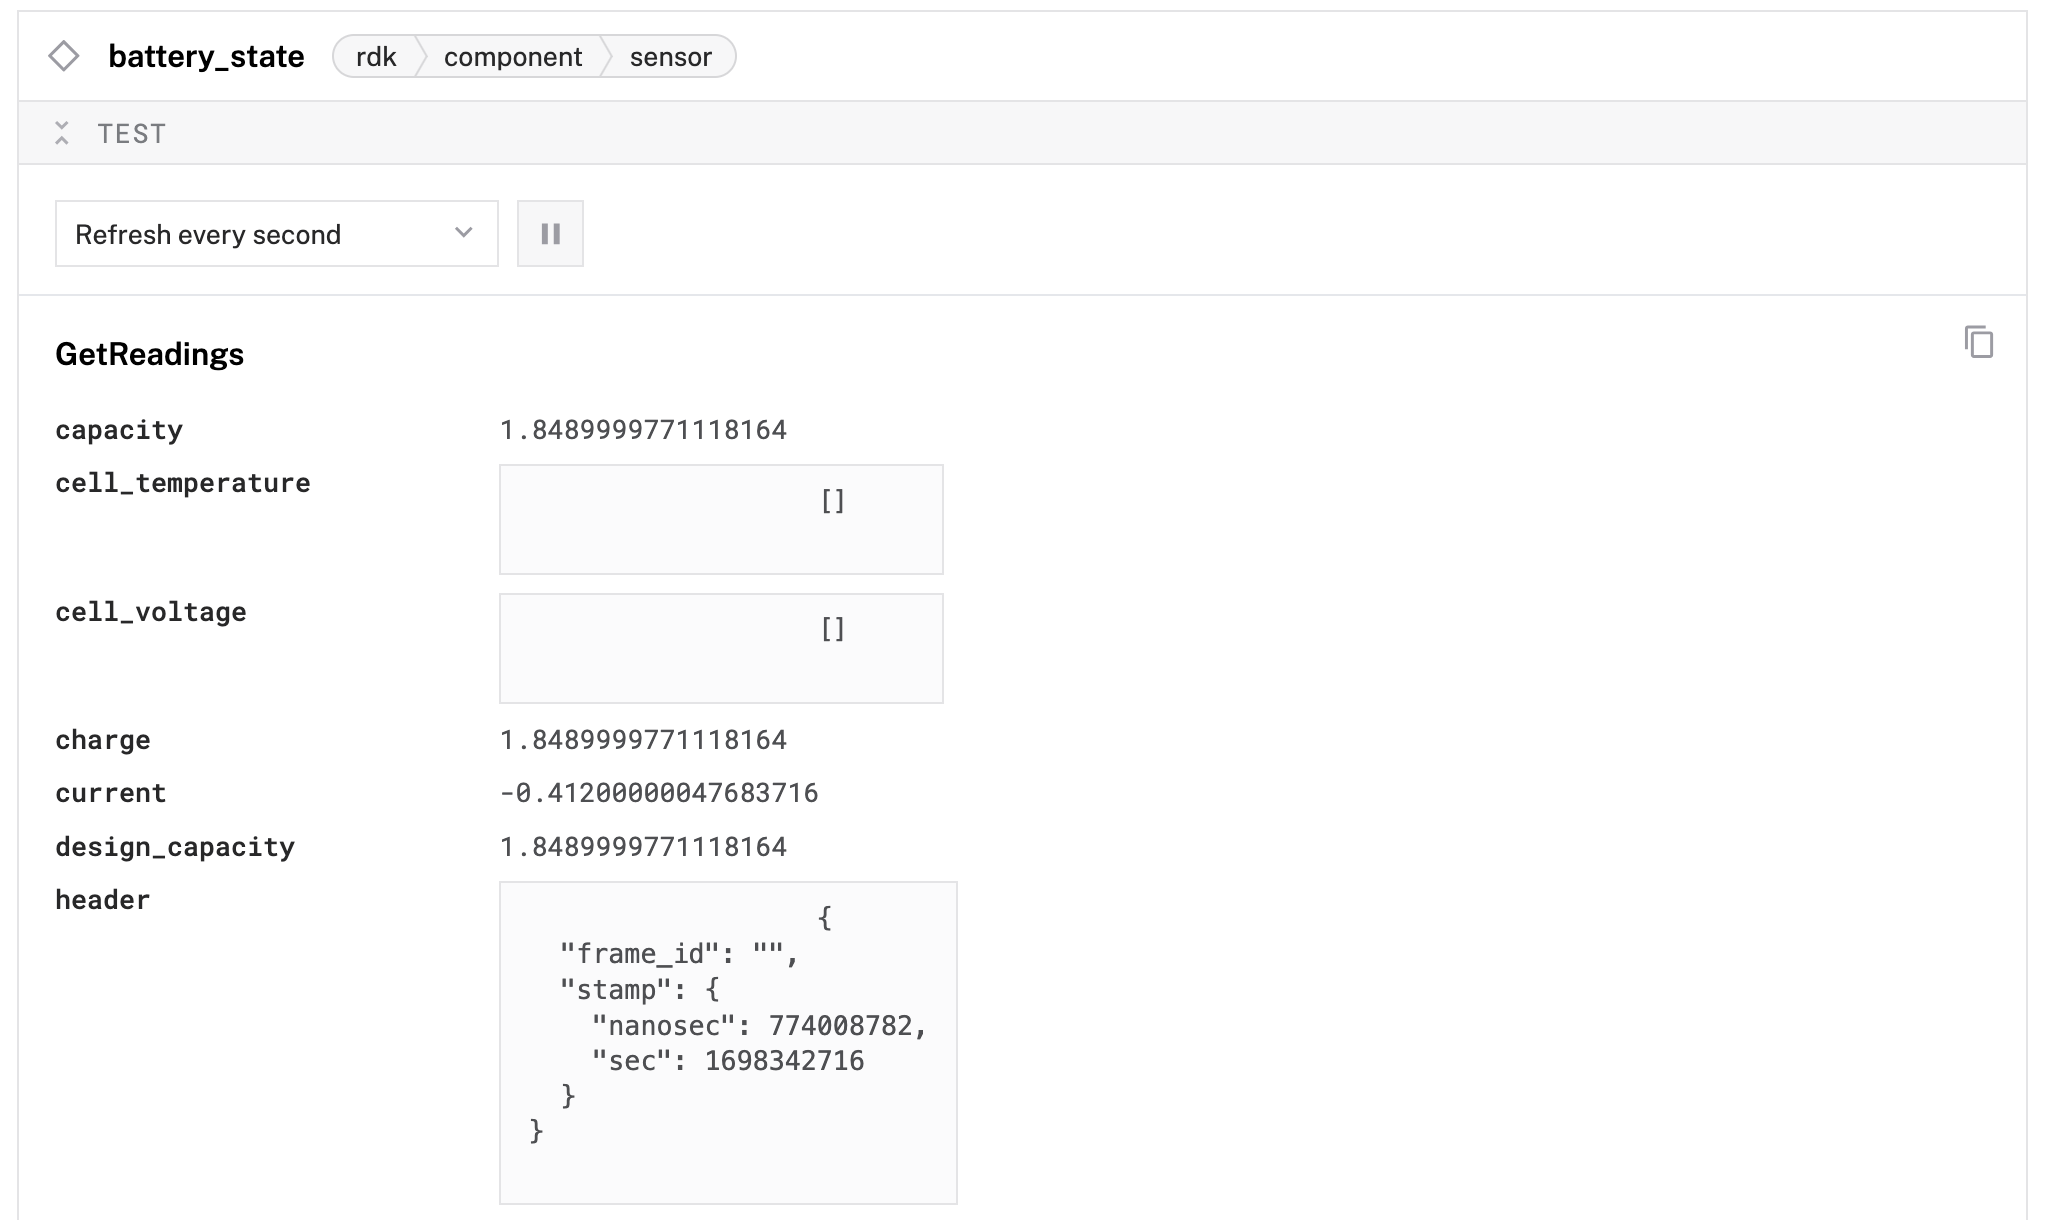 battery_state rdk component sensor
TEST
Refresh every second
GetReadings
capacity 1.8489999771118164
cell_temperature []
cell_voltage []
charge 1.8489999771118164
current -0.41200000047683716
design_capacity 1.8489999771118164
header {
"frame_id": "",
"stamp": {
"nanosec": 774008782,
"sec": 1698342716
}
}